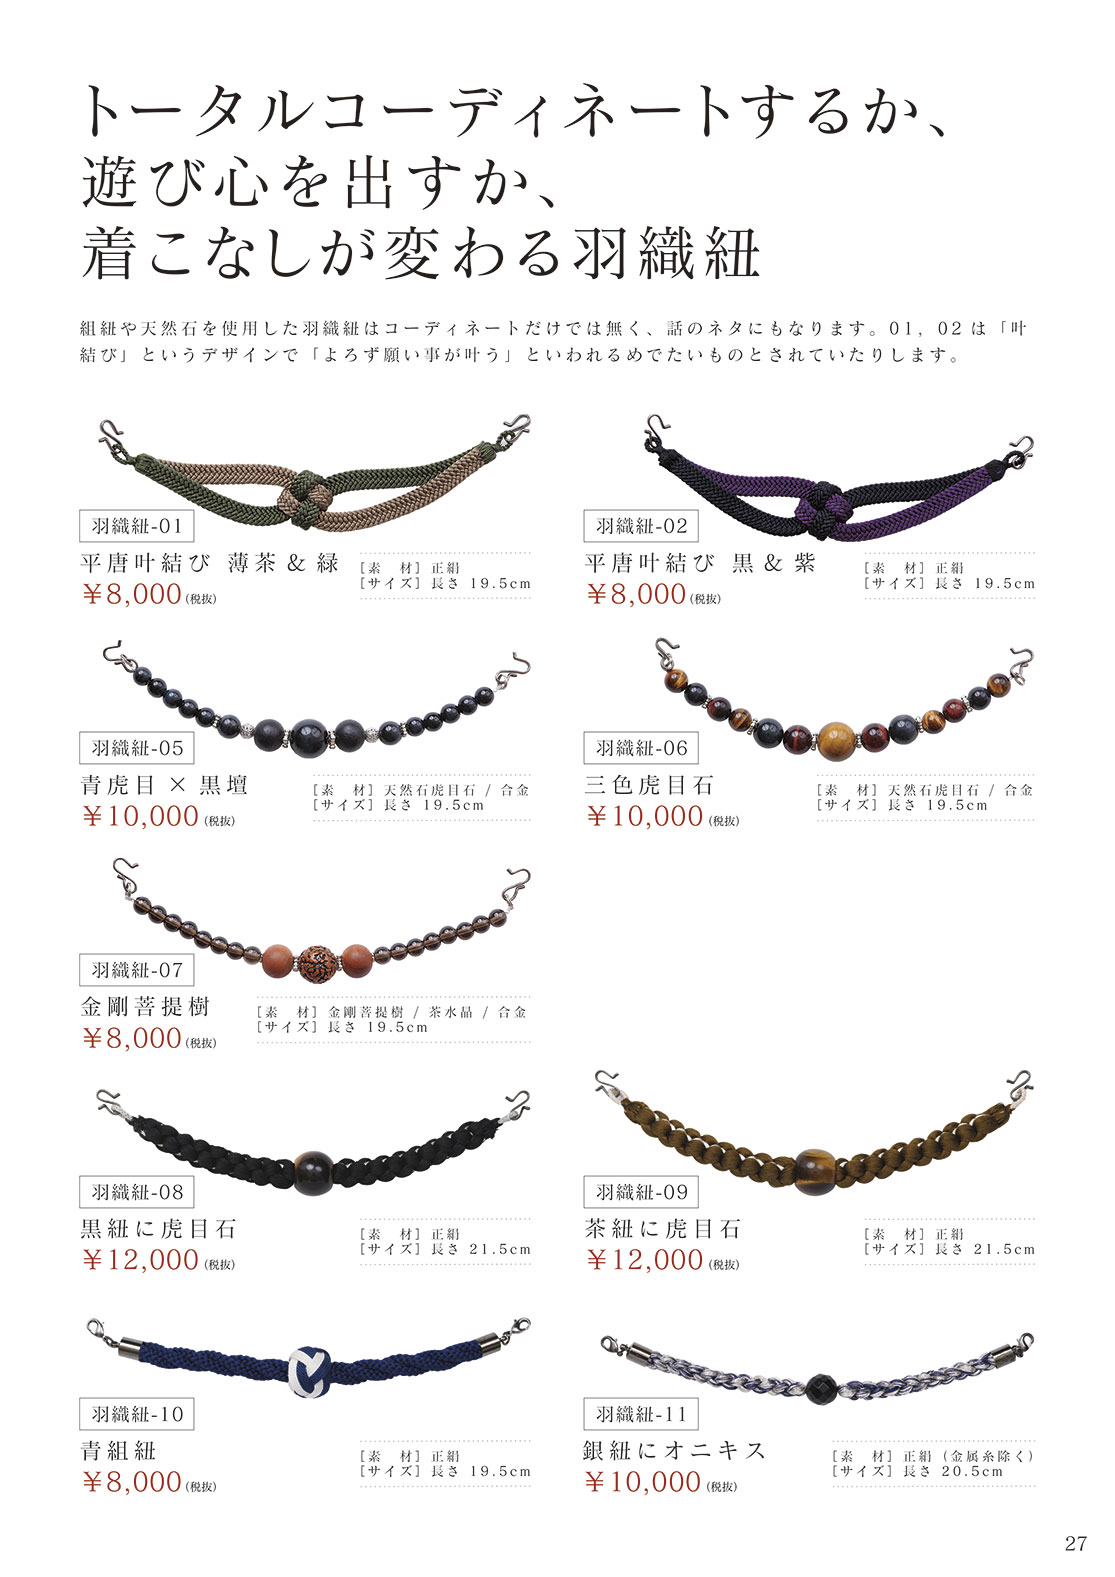 トータルコーディネートするか、
遊び心を出すか、
着こなしが変わる羽織紐
組紐や天然石を使用した羽織紐はコーディネートだけでは無く、話のネタにもなります。01, 02 は「叶
結び」というデザインで「よろず願い事が叶う」といわれるめでたいものとされていたりします。
羽織紐-01
平唐叶結び 薄茶＆緑
￥8,000(税抜)
[素　材] 正絹
[サイズ] 長さ 19.5cm
羽織紐-02
平唐叶結び 黒＆紫
￥8,000(税抜)
[素　材] 正絹
[サイズ] 長さ 19.5cm
羽織紐-05
青虎目 × 黒壇
￥10,000(税抜)
[素　材] 天然石虎目石 / 合金
[サイズ] 長さ 19.5cm
羽織紐-06
三色虎目石
￥10,000(税抜)
[素　材] 天然石虎目石 / 合金
[サイズ] 長さ 19.5cm
羽織紐-07
金剛菩提樹
￥8,000(税抜)
[素　材] 金剛菩提樹 / 茶水晶 / 合金
[サイズ] 長さ 19.5cm
羽織紐-08
黒紐に虎目石
￥12,000(税抜)
[素　材] 正絹
[サイズ] 長さ 21.5cm
羽織紐-09
茶紐に虎目石
￥12,000(税抜)
[素　材] 正絹
[サイズ] 長さ 21.5cm
羽織紐-10
青組紐
￥8,000(税抜)
[素　材] 正絹
[サイズ] 長さ 19.5cm
羽織紐-11
銀紐にオニキス
￥10,000(税抜)
[素　材] 正絹（金属糸除く）
[サイズ] 長さ 20.5cm
27